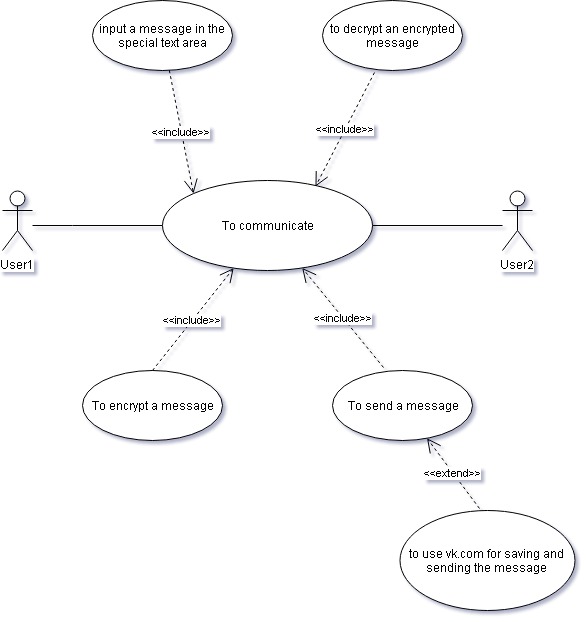 input a message in the
special text area
to decrypt an encrypted
message
<<include>>
<<include>>
To communicate
User1
User2
<<include>>
<<include>>
To encrypt a message
To send a message
<<extend>>
to use vk.com for saving and
sending the message